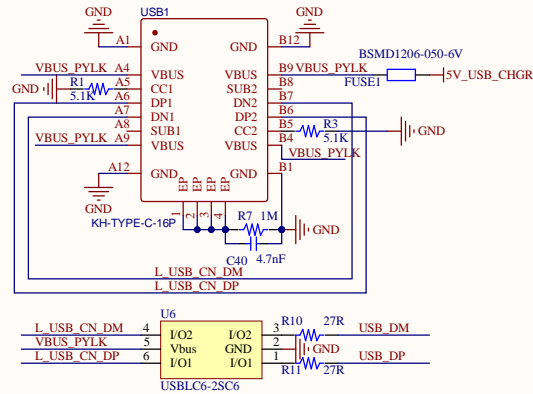 GND USB1 GND
A1 GND GND B12
VBUS_PYLK A4 VBUS VBUS B9 VBUS_PYLK BSMD1206-050-6V
FUSE1 5V_USB_CHGR
GND R1 5.1K A5 CC1 SUB2 B8
A6 DP1 DN2 B7
A7 DN1 DP2 B6
A8 SUB1 CC2 B5 R3 5.1K GND
VBUS_PYLK A9 VBUS VBUS B4 VBUS_PYLK
A12 GND GND B1
GND EP EP EP EP
1 2 3 4 R7 1M GND
KH-TYPE-C-16P
C40 4.7nF
L_USB_CN_DM
L_USB_CN_DP
U6
L_USB_CN_DM 4 I/O2 I/O2 3 R10 27R USB_DM
VBUS_PYLK 5 Vbus GND 2 GND
L_USB_CN_DP 6 I/O1 I/O1 1 R11 27R USB_DP
USBLC6-2SC6